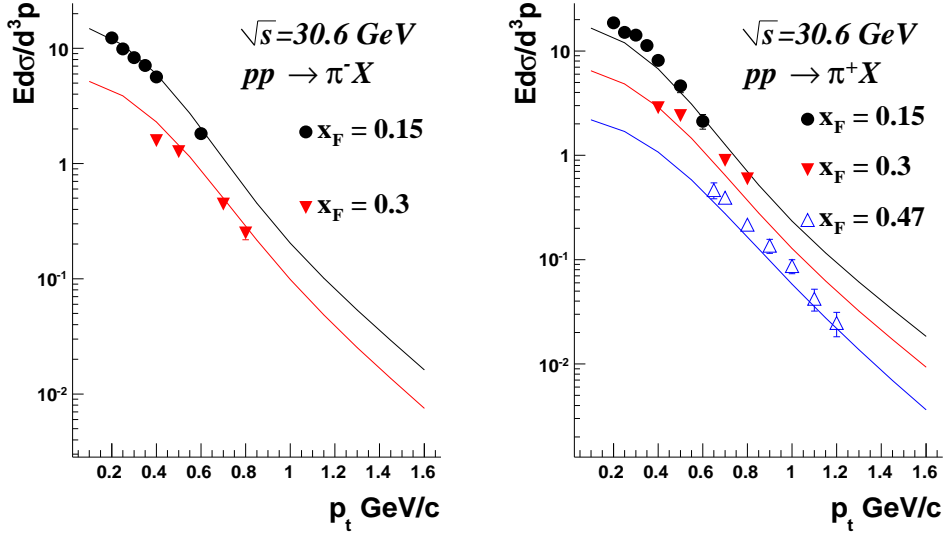 Edσ/d³p
√s=30.6 GeV
pp → π⁻X
x_F = 0.15
x_F = 0.3
10
1
10⁻¹
10⁻²
0.2 0.4 0.6 0.8 1 1.2 1.4 1.6
p_t GeV/c
Edσ/d³p
√s=30.6 GeV
pp → π⁺X
x_F = 0.15
x_F = 0.3
x_F = 0.47
10
1
10⁻¹
10⁻²
0.2 0.4 0.6 0.8 1 1.2 1.4 1.6
p_t GeV/c